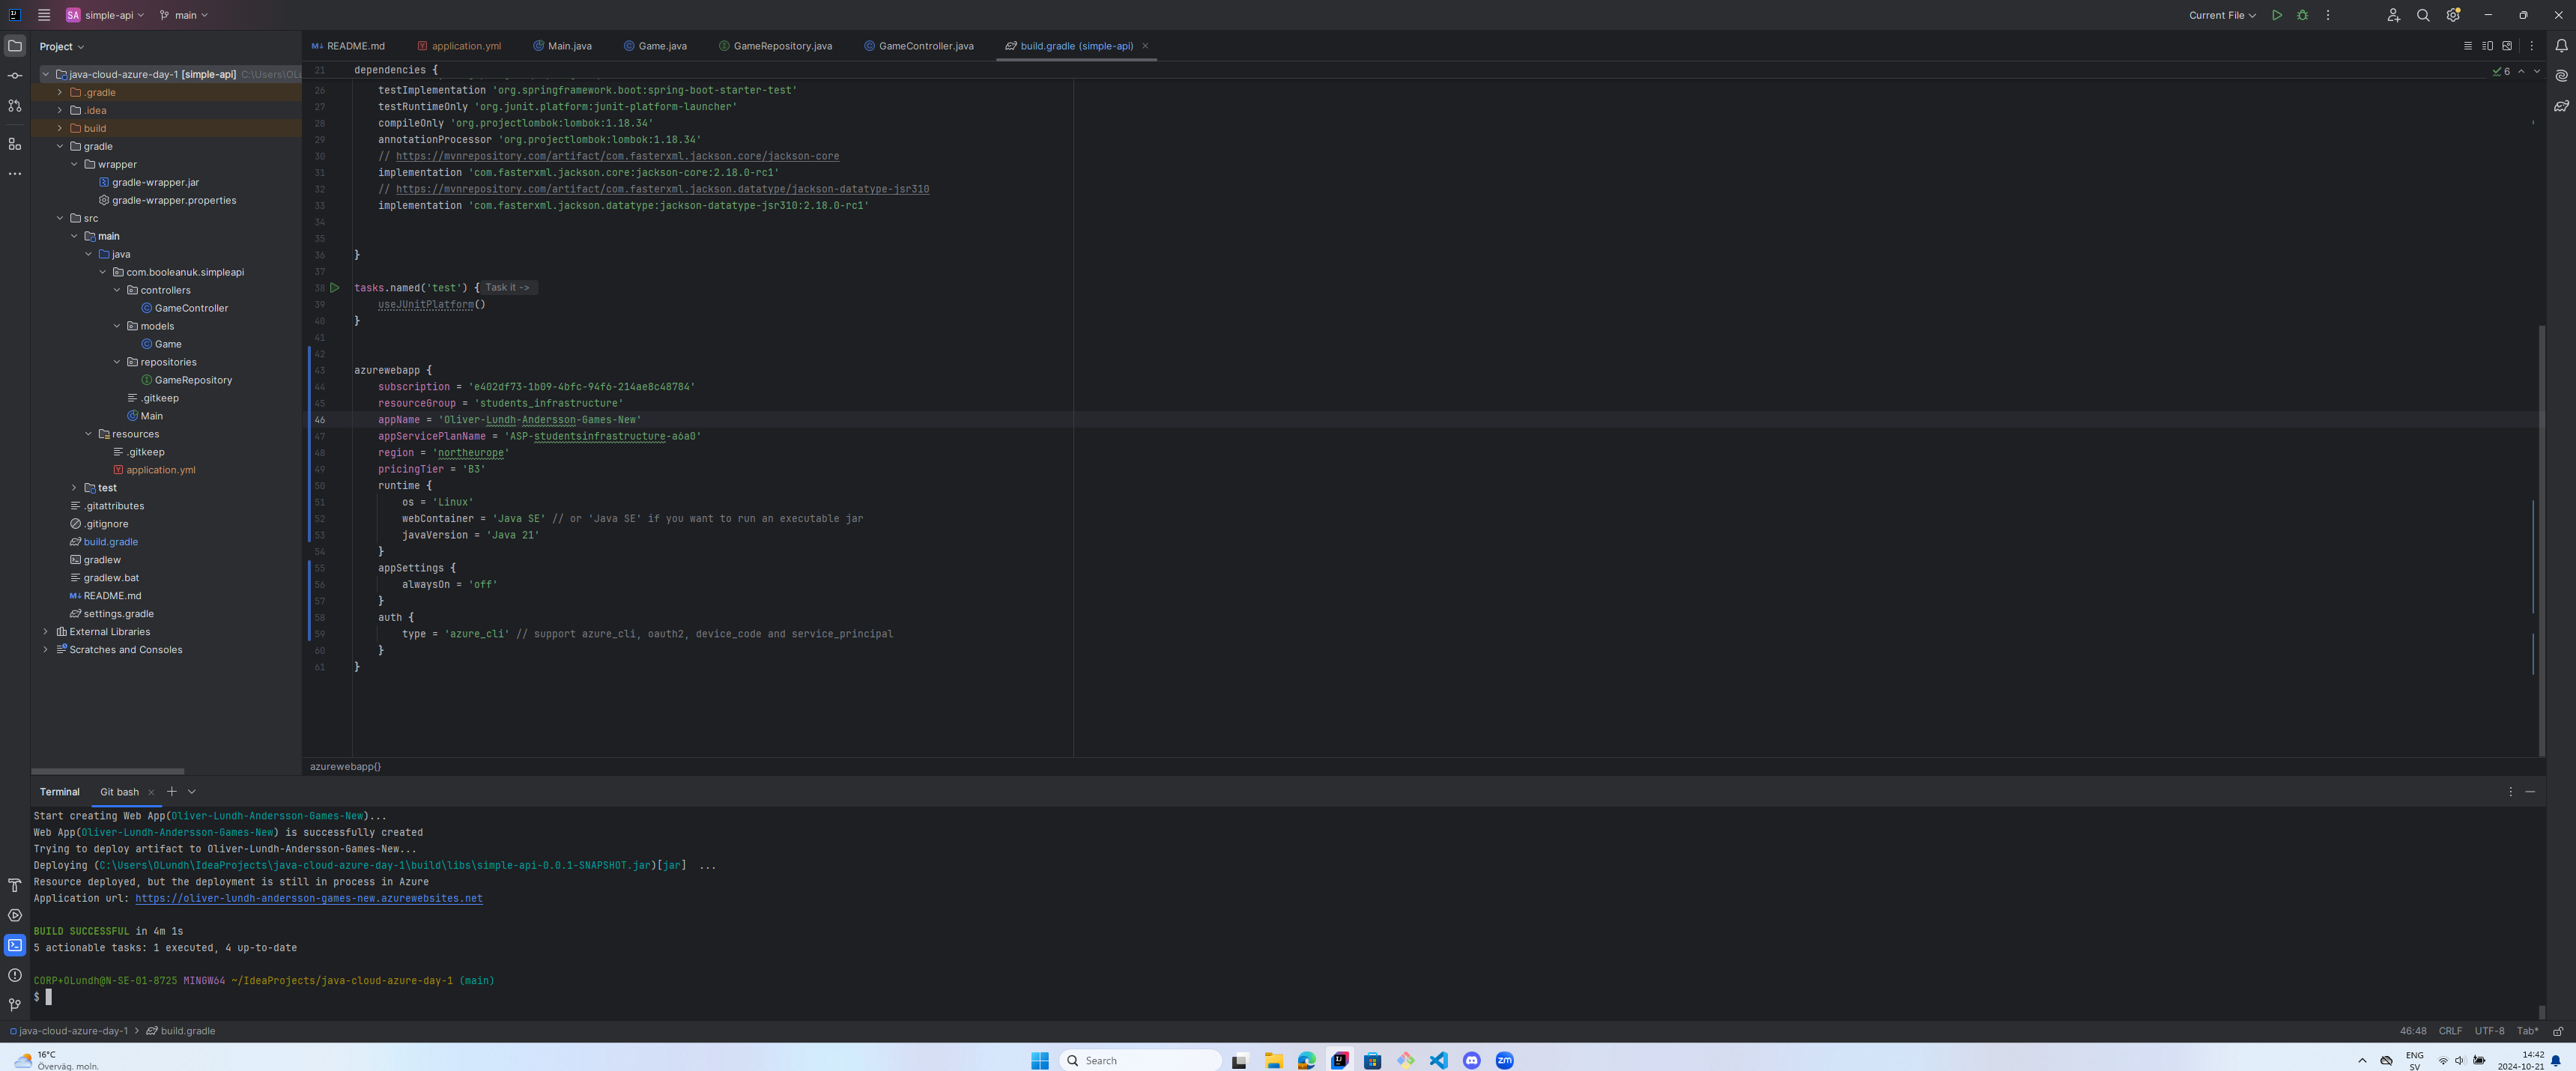 SA simple-api main Current File
Project
README.md application.yml Main.java Game.java GameRepository.java GameController.java build.gradle (simple-api)
java-cloud-azure-day-1 [simple-api] C:\Users\OLu
.gradle
.idea
build
gradle
wrapper
gradle-wrapper.jar
gradle-wrapper.properties
src
main
java
com.booleanuk.simpleapi
controllers
GameController
models
Game
repositories
GameRepository
.gitkeep
Main
resources
.gitkeep
application.yml
test
.gitattributes
.gitignore
build.gradle
gradlew
gradlew.bat
README.md
settings.gradle
External Libraries
Scratches and Consoles
6
21 dependencies {
26 testImplementation 'org.springframework.boot:spring-boot-starter-test'
27 testRuntimeOnly 'org.junit.platform:junit-platform-launcher'
28 compileOnly 'org.projectlombok:lombok:1.18.34'
29 annotationProcessor 'org.projectlombok:lombok:1.18.34'
30 // https://mvnrepository.com/artifact/com.fasterxml.jackson.core/jackson-core
31 implementation 'com.fasterxml.jackson.core:jackson-core:2.18.0-rc1'
32 // https://mvnrepository.com/artifact/com.fasterxml.jackson.datatype/jackson-datatype-jsr310
33 implementation 'com.fasterxml.jackson.datatype:jackson-datatype-jsr310:2.18.0-rc1'
34
35
36 }
37
38 tasks.named('test') { Task it ->
39 useJUnitPlatform()
40 }
41
42
43 azurewebapp {
44 subscription = 'e402df73-1b09-4bfc-94f6-214ae8c48784'
45 resourceGroup = 'students_infrastructure'
46 appName = 'Oliver-Lundh-Andersson-Games-New'
47 appServicePlanName = 'ASP-studentsinfrastructure-a6a0'
48 region = 'northeurope'
49 pricingTier = 'B3'
50 runtime {
51 os = 'Linux'
52 webContainer = 'Java SE' // or 'Java SE' if you want to run an executable jar
53 javaVersion = 'Java 21'
54 }
55 appSettings {
56 alwaysOn = 'off'
57 }
58 auth {
59 type = 'azure_cli' // support azure_cli, oauth2, device_code and service_principal
60 }
61 }
azurewebapp{}
Terminal Git bash
Start creating Web App(Oliver-Lundh-Andersson-Games-New)...
Web App(Oliver-Lundh-Andersson-Games-New) is successfully created
Trying to deploy artifact to Oliver-Lundh-Andersson-Games-New...
Deploying (C:\Users\OLundh\IdeaProjects\java-cloud-azure-day-1\build\libs\simple-api-0.0.1-SNAPSHOT.jar)[jar] ...
Resource deployed, but the deployment is still in process in Azure
Application url: https://oliver-lundh-andersson-games-new.azurewebsites.net
BUILD SUCCESSFUL in 4m 1s
5 actionable tasks: 1 executed, 4 up-to-date
CORP+OLundh@N-SE-01-8725 MINGW64 ~/IdeaProjects/java-cloud-azure-day-1 (main)
$
java-cloud-azure-day-1 > build.gradle 46:48 CRLF UTF-8 Tab*
16°C
Överväg. moln.
Search
zm
ENG
SV
14:42
2024-10-21